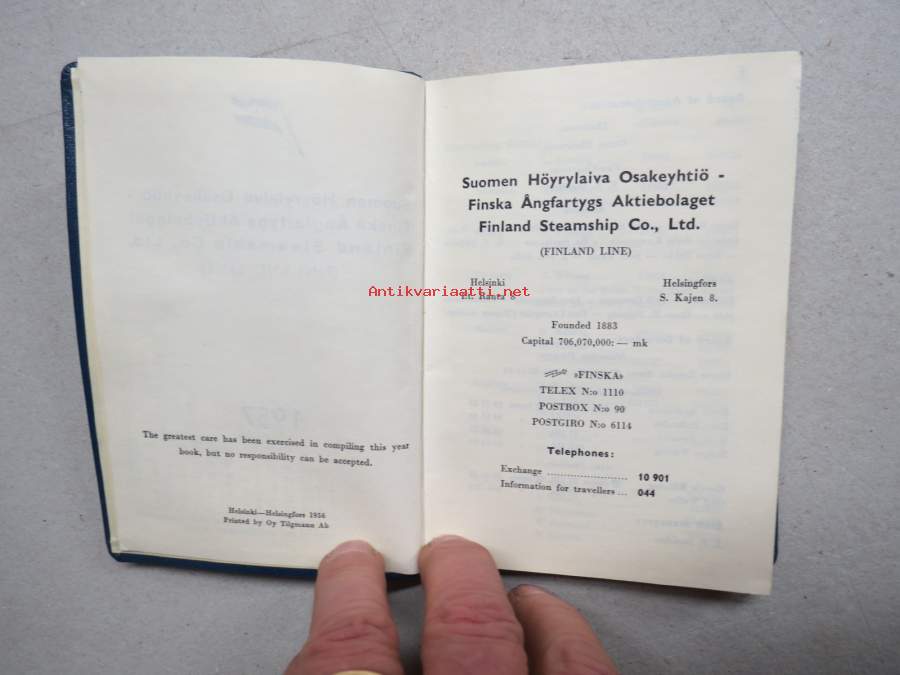 The greatest care has been exercised in compiling this year
book, but no responsibility can be accepted.
Helsinki—Helsingfors 1956
Printed by Oy Tilgmann Ab
Suomen Höyrylaiva Osakeyhtiö -
Finska Ångfartygs Aktiebolaget
Finland Steamship Co., Ltd.
(FINLAND LINE)
Helsinki Helsingfors
Et. Ranta 8 S. Kajen 8.
Antikvariaatti.net
Founded 1883
Capital 706,070,000:— mk
»FINSKA»
TELEX N:o 1110
POSTBOX N:o 90
POSTGIRO N:o 6114
Telephones:
Exchange ........................ 10 901
Information for travellers ... 044